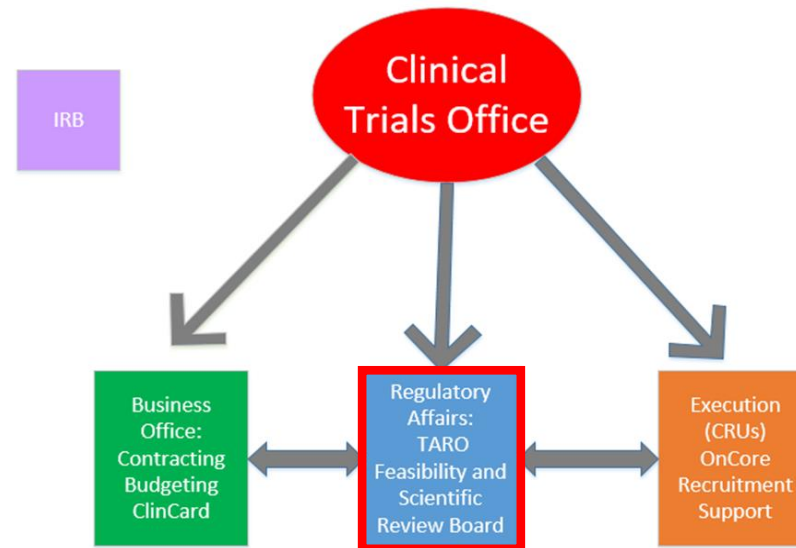 IRB
Clinical
Trials Office
Business
Office:
Contracting
Budgeting
ClinCard
Regulatory
Affairs:
TARO
Feasibility and
Scientific
Review Board
Execution
(CRUs)
OnCore
Recruitment
Support